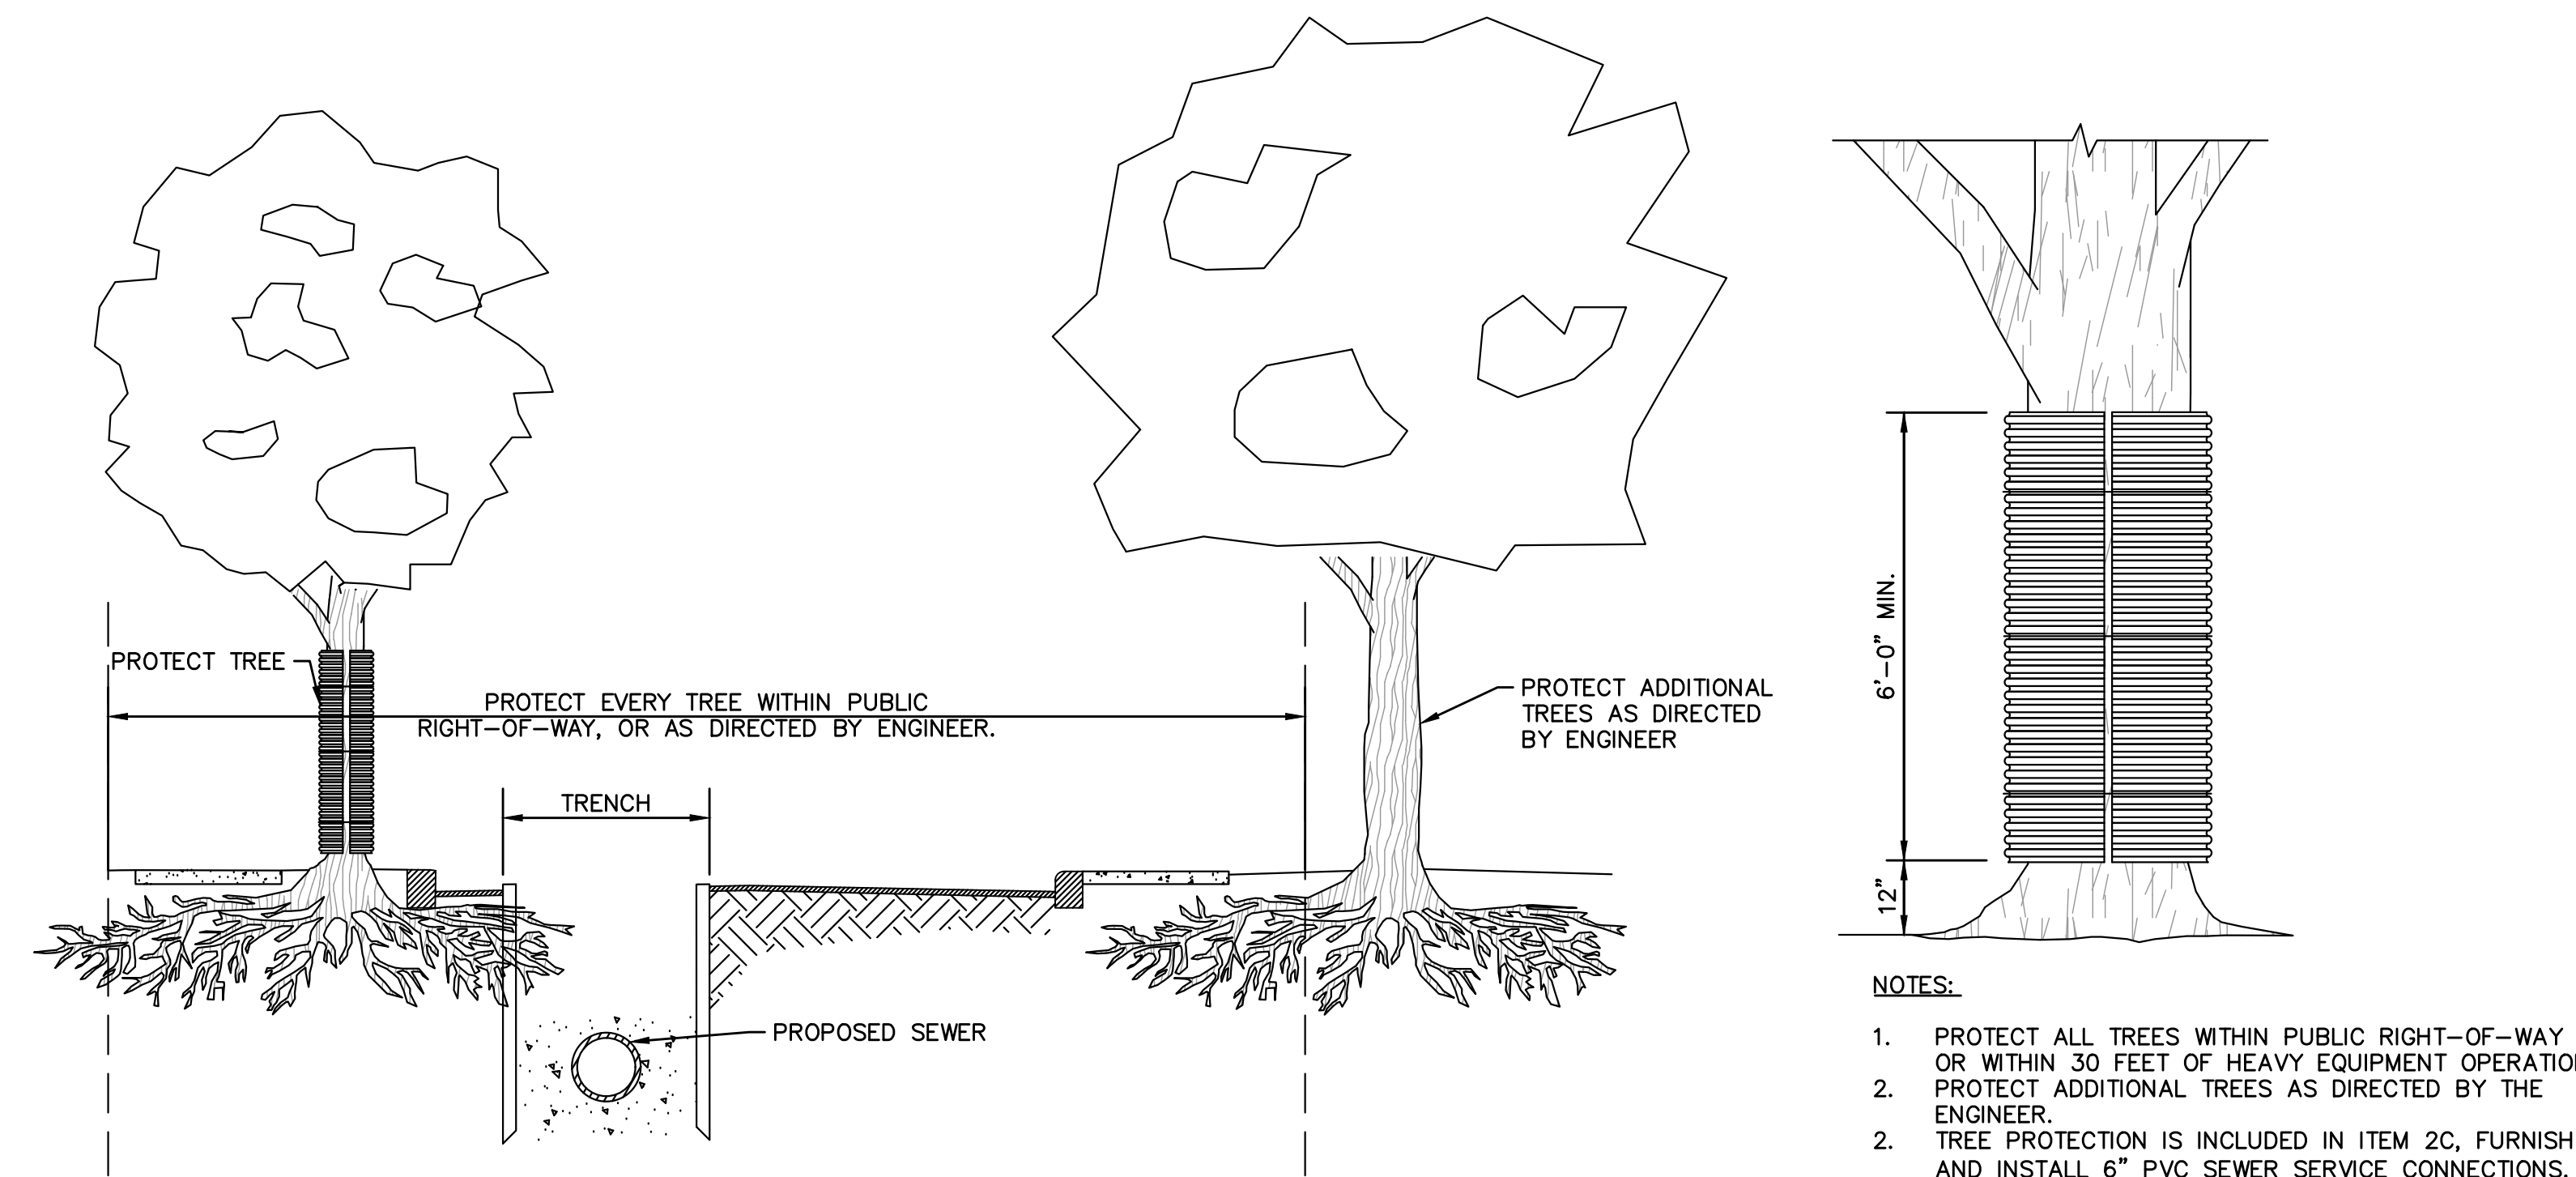 PROTECT TREE
PROTECT EVERY TREE WITHIN PUBLIC
RIGHT-OF-WAY, OR AS DIRECTED BY ENGINEER.
TRENCH
PROPOSED SEWER
PROTECT ADDITIONAL
TREES AS DIRECTED
BY ENGINEER
6'-0" MIN.
12"
NOTES:
1. PROTECT ALL TREES WITHIN PUBLIC RIGHT-OF-WAY
OR WITHIN 30 FEET OF HEAVY EQUIPMENT
2. PROTECT ADDITIONAL TREES AS DIRECTED BY THE
ENGINEER.
2. TREE PROTECTION IS INCLUDED IN ITEM 2C, FURNISH
AND INSTALL 6" PVC SEWER SERVICE CONNECTIONS.